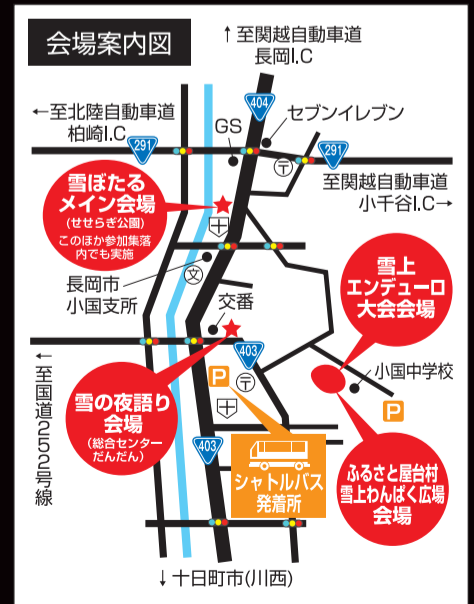 会場案内図
↑至関越自動車道
長岡I.C
404
←至北陸自動車道
柏崎I.C
セブンイレブン
GS
291
〒
291
至関越自動車道
小千谷I.C→
雪ぼたる
メイン会場
(せせらぎ公園)
このほか参加集落
内でも実施
長岡市
小国支所
文
交番
雪上
エンデューロ
大会会場
403
〒
P
小国中学校
P
←至国道252号線
雪の夜語り
会場
(総合センター
だんだん)
403
シャトルバス
発着所
ふるさと屋台村
雪上わんぱく広場
会場
↓十日町市(川西)